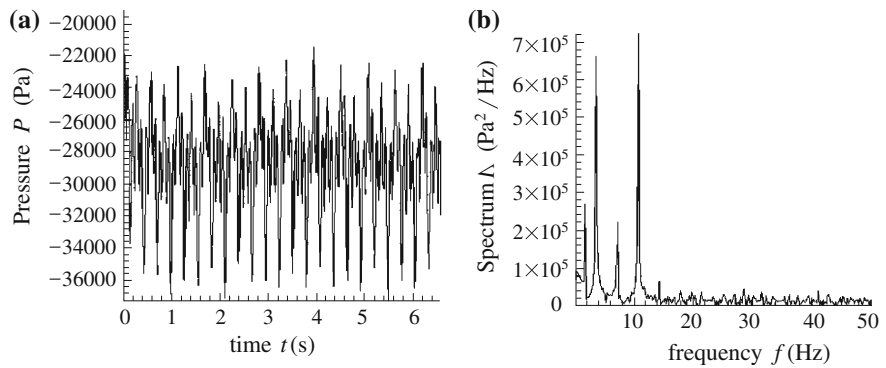 (a)
Pressure P (Pa)
−20000
−22000
−24000
−26000
−28000
−30000
−32000
−34000
−36000
0 1 2 3 4 5 6
time t(s)
(b)
Spectrum Λ (Pa²/Hz)
7×10⁵
6×10⁵
5×10⁵
4×10⁵
3×10⁵
2×10⁵
1×10⁵
0
10 20 30 40 50
frequency f(Hz)